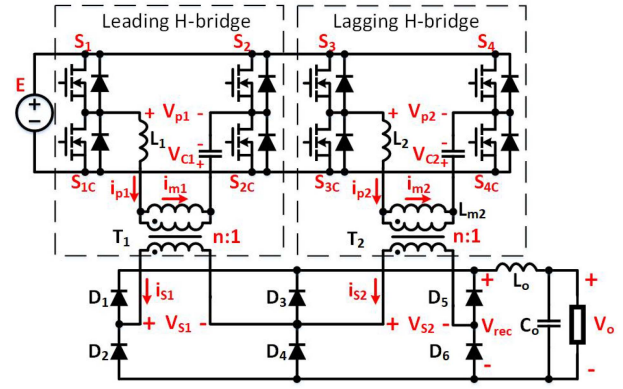 Leading H-bridge Lagging H-bridge
S1 S2 S3 S4
E
+ Vp1 - + Vp2 -
L1 L2
VC1 + VC2 +
S1C S2C S3C S4C
ip1 im1 ip2 im2 Lm2
T1 n:1 T2 n:1
iS1 iS2 Lo
D1 D3 D5 + +
+ VS1 - + VS2 - Vrec Co Vo
D2 D4 D6 - -